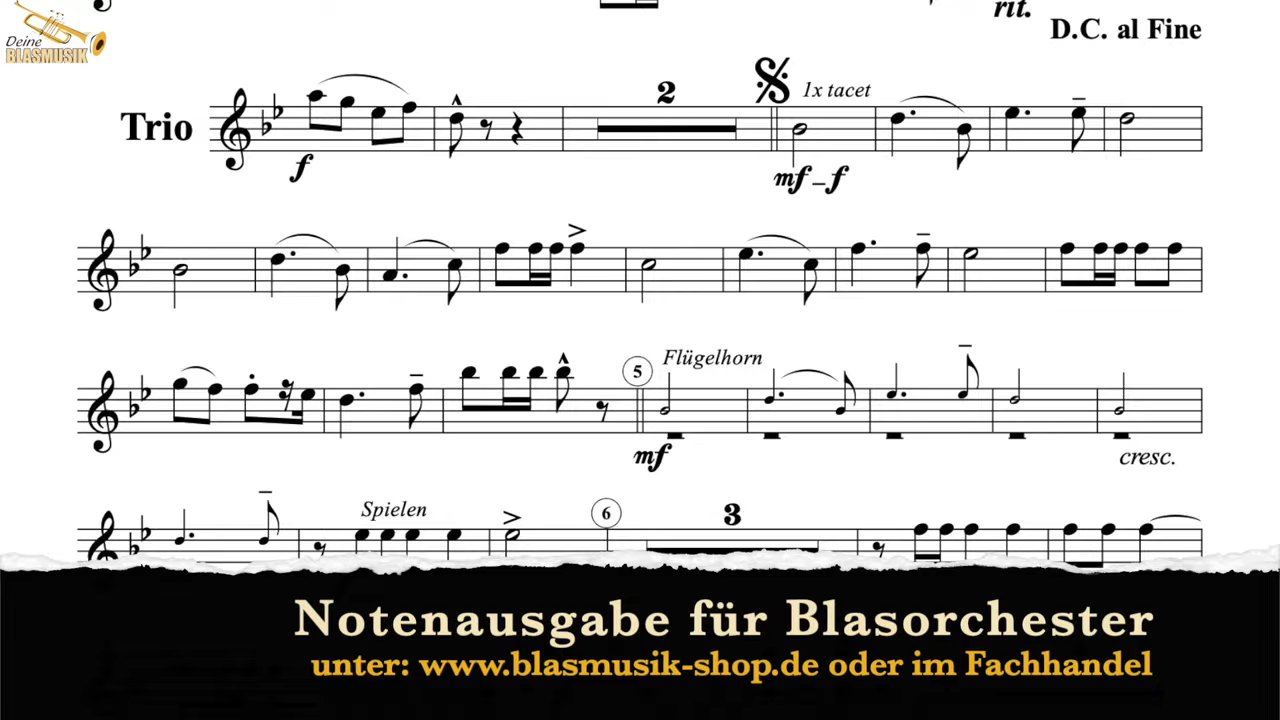 rit.
D.C. al Fine
Deine
BLASMUSIK
2
1x tacet
Trio
f
mf – f
5
Flügelhorn
mf
cresc.
Spielen
6
3
Notenausgabe für Blasorchester
unter: www.blasmusik-shop.de oder im Fachhandel